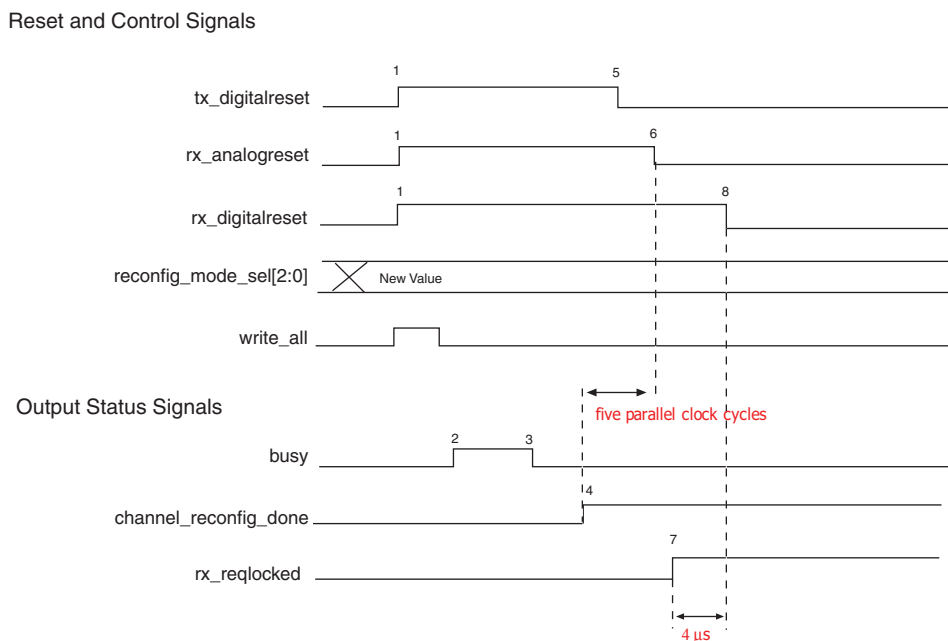 Reset and Control Signals
1
5
tx_digitalreset
1
6
rx_analogreset
1
8
rx_digitalreset
reconfig_mode_sel[2:0]
New Value
write_all
Output Status Signals
five parallel clock cycles
2
3
busy
4
channel_reconfig_done
7
rx_reqlocked
4 μs